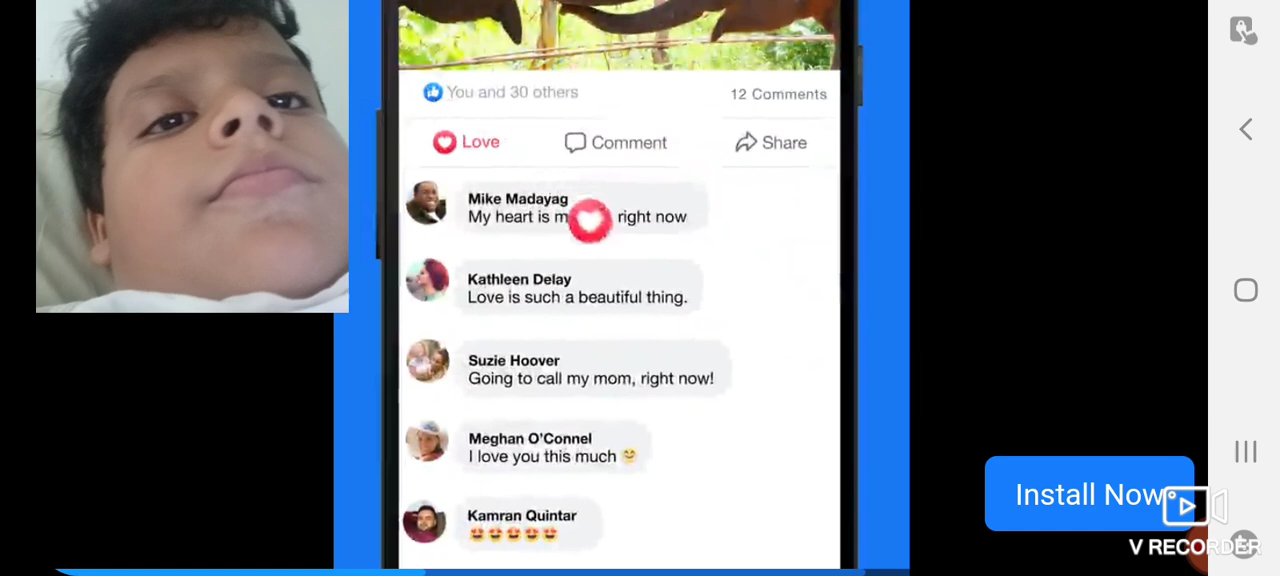 You and 30 others
12 Comments
Love
Comment
Share
Mike Madayag
My heart is right now
Kathleen Delay
Love is such a beautiful thing.
Suzie Hoover
Going to call my mom, right now!
Meghan O'Connel
I love you this much 😊
Kamran Quintar
😍😍😍😍😍
Install Now
V RECORDER